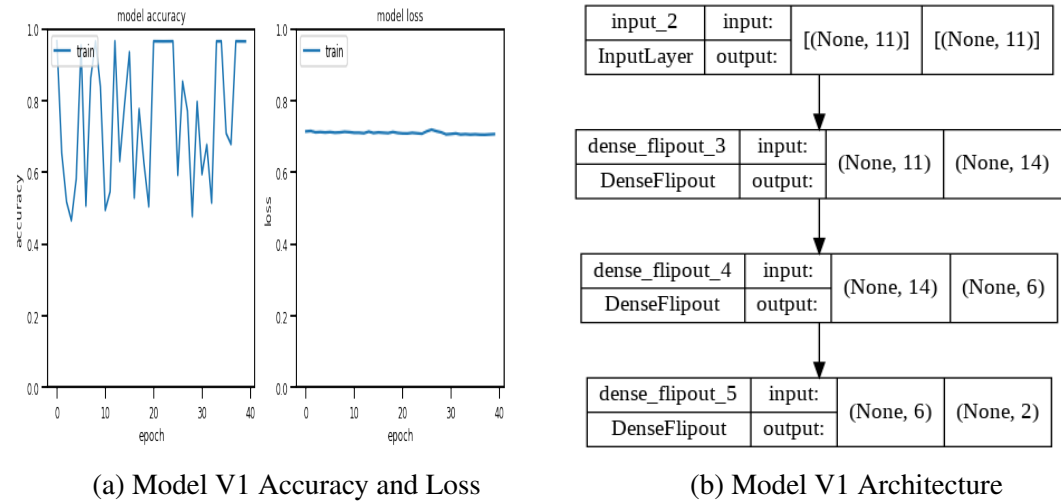 model accuracy
1.0
0.8
0.6
0.4
0.2
0.0
accuracy
train
0 10 20 30 40
epoch
model loss
1.0
0.8
0.6
0.4
0.2
0.0
loss
train
0 10 20 30 40
epoch
(a) Model V1 Accuracy and Loss
input_2 input: [(None, 11)] [(None, 11)]
InputLayer output:
dense_flipout_3 input: (None, 11) (None, 14)
DenseFlipout output:
dense_flipout_4 input: (None, 14) (None, 6)
DenseFlipout output:
dense_flipout_5 input: (None, 6) (None, 2)
DenseFlipout output:
(b) Model V1 Architecture